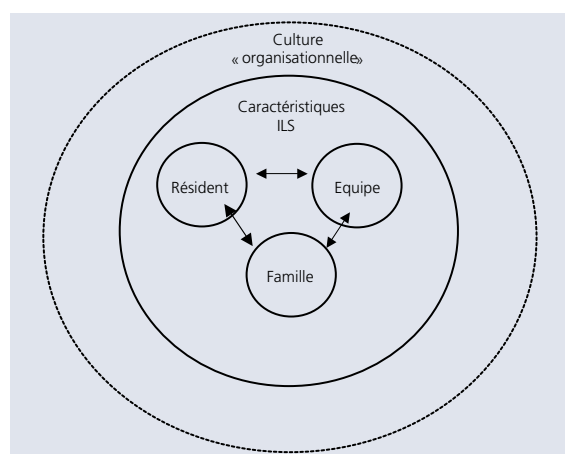 Culture
« organisationnelle»
Caractéristiques
ILS
Résident
Equipe
Famille